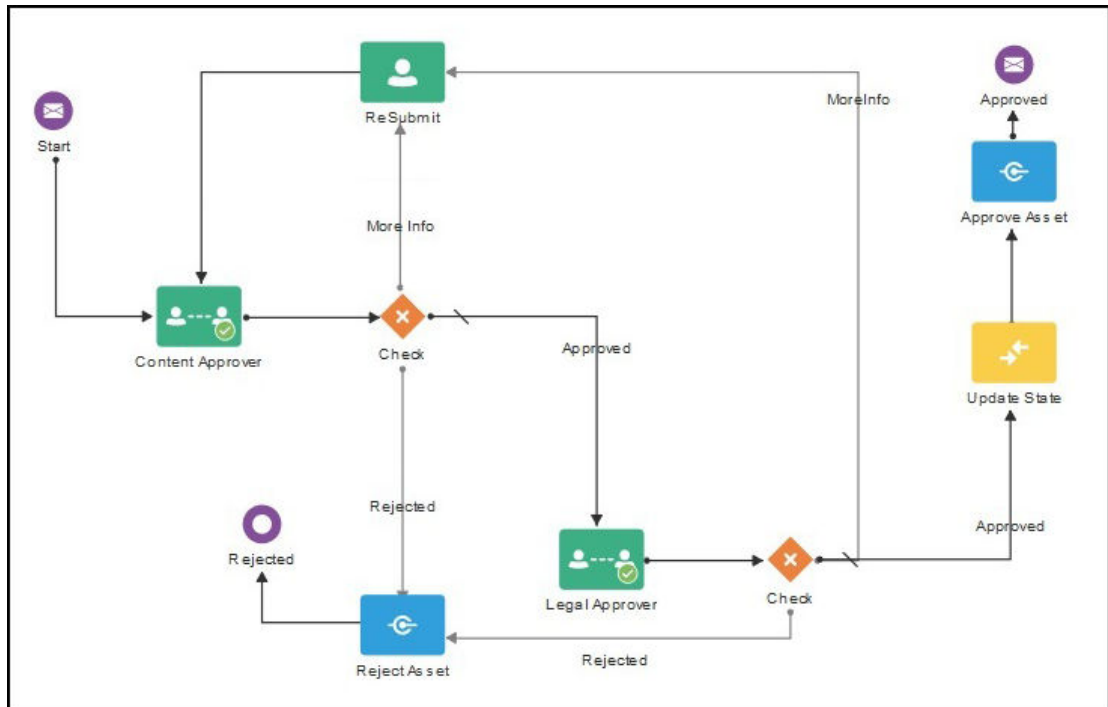 ReSubmit
MoreInfo
Approved
Start
Approve Asset
More Info
Content Approver
Check
Approved
Update State
Rejected
Approved
Rejected
Legal Approver
Check
Rejected
Reject Asset